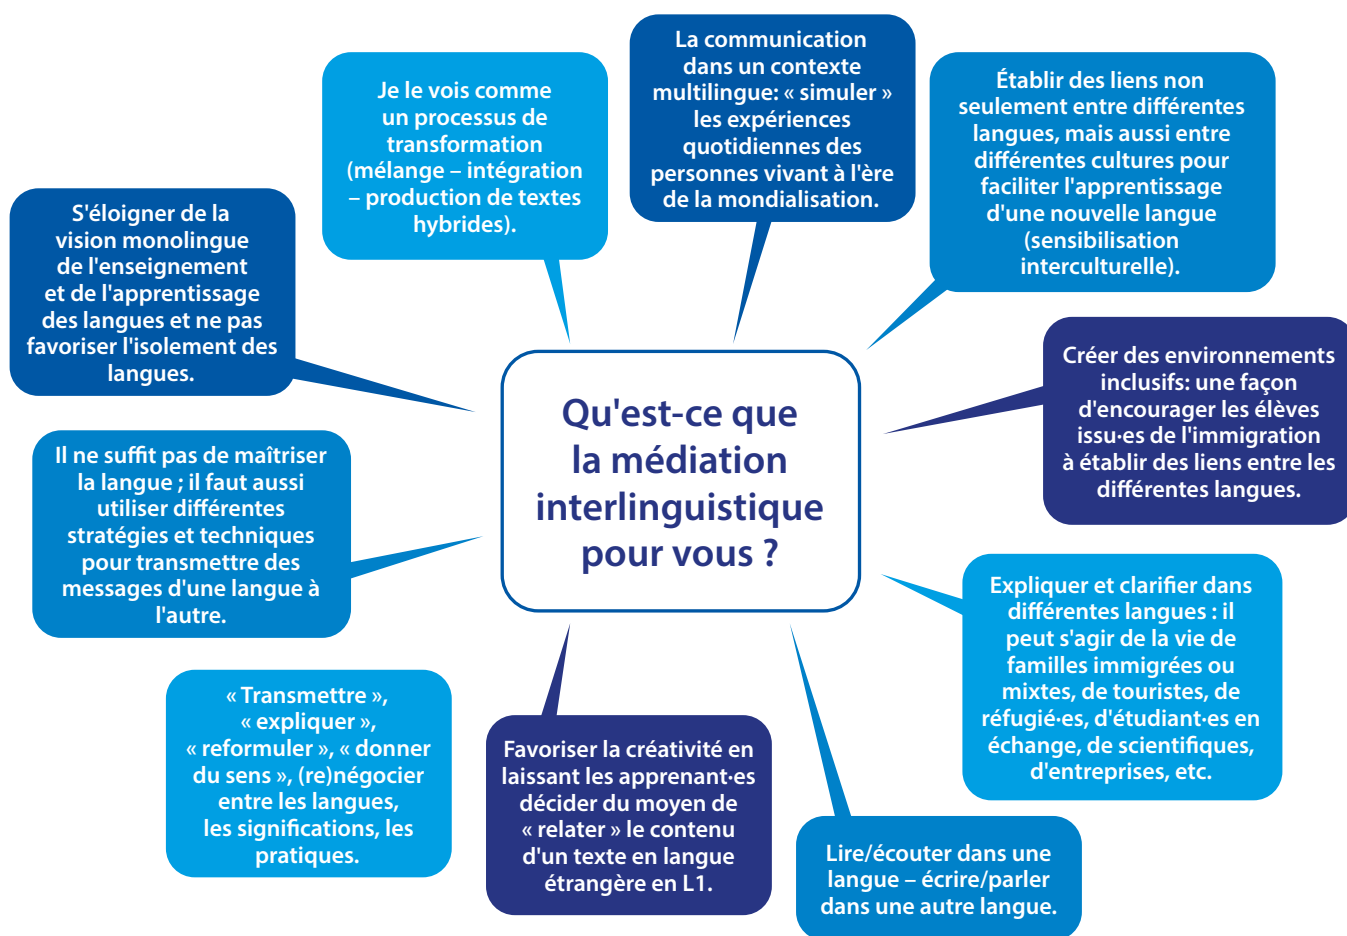 Qu'est-ce que
la médiation
interlinguistique
pour vous ?
La communication
dans un contexte
multilingue: « simuler »
les expériences
quotidiennes des
personnes vivant à l'ère
de la mondialisation.
Établir des liens non
seulement entre différentes
langues, mais aussi entre
différentes cultures pour
faciliter l'apprentissage
d'une nouvelle langue
(sensibilisation
interculturelle).
Créer des environnements
inclusifs: une façon
d'encourager les élèves
issu·es de l'immigration
à établir des liens entre les
différentes langues.
Expliquer et clarifier dans
différentes langues : il
peut s'agir de la vie de
familles immigrées ou
mixtes, de touristes, de
réfugié·es, d'étudiant·es en
échange, de scientifiques,
d'entreprises, etc.
Lire/écouter dans une
langue – écrire/parler
dans une autre langue.
Favoriser la créativité en
laissant les apprenant·es
décider du moyen de
« relater » le contenu
d'un texte en langue
étrangère en L1.
« Transmettre »,
« expliquer »,
« reformuler », « donner
du sens », (re)négocier
entre les langues,
les significations, les
pratiques.
Il ne suffit pas de maîtriser
la langue ; il faut aussi
utiliser différentes
stratégies et techniques
pour transmettre des
messages d'une langue à
l'autre.
S'éloigner de la
vision monolingue
de l'enseignement
et de l'apprentissage
des langues et ne pas
favoriser l'isolement des
langues.
Je le vois comme
un processus de
transformation
(mélange – intégration
– production de textes
hybrides).